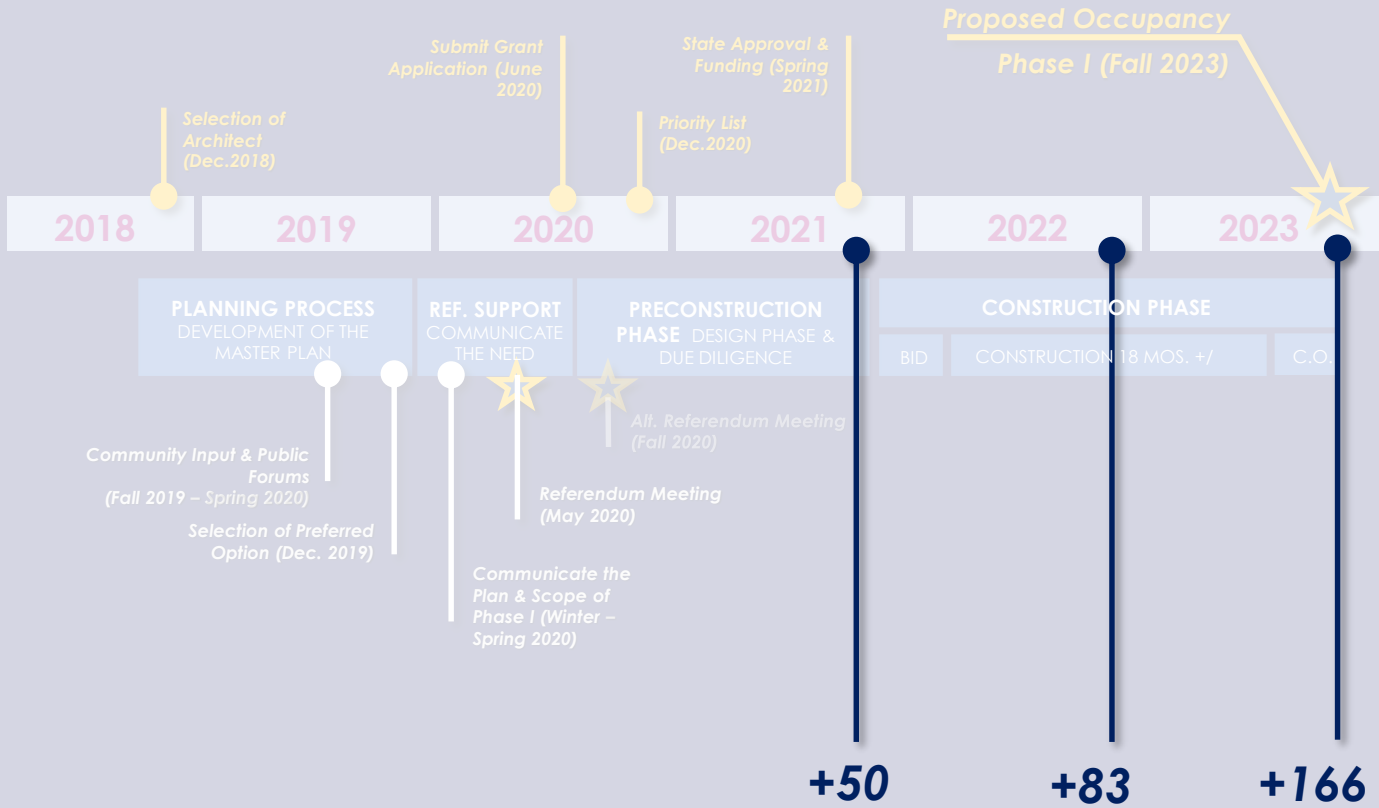 Proposed Occupancy
Phase I (Fall 2023)
Submit Grant
Application (June
2020)
State Approval &
Funding (Spring
2021)
Selection of
Architect
(Dec.2018)
Priority List
(Dec.2020)
2018
2019
2020
2021
2022
2023
PLANNING PROCESS
DEVELOPMENT OF THE
MASTER PLAN
REF. SUPPORT
COMMUNICATE
THE NEED
PRECONSTRUCTION
PHASE DESIGN PHASE &
DUE DILIGENCE
CONSTRUCTION PHASE
BID
CONSTRUCTION 18 MOS. +/
C.O.
Alt. Referendum Meeting
(Fall 2020)
Community Input & Public
Forums
(Fall 2019 – Spring 2020)
Referendum Meeting
(May 2020)
Selection of Preferred
Option (Dec. 2019)
Communicate the
Plan & Scope of
Phase I (Winter –
Spring 2020)
+50
+83
+166